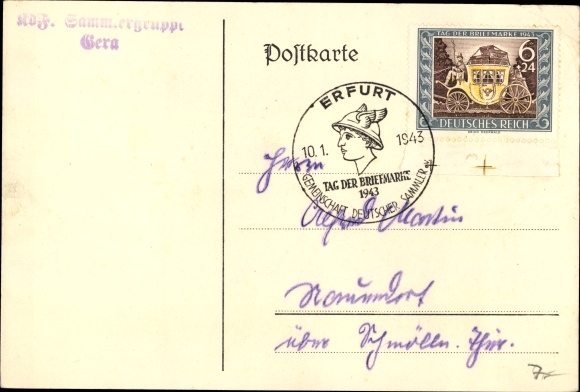 KdF. Sammlergruppe
Gera
Postkarte
TAG DER BRIEFMARKE 1943
6+24
DEUTSCHES REICH
ERFURT
10.1. 1943
TAG DER BRIEFMARKE
1943
GEMEINSCHAFT DEUTSCHER SAMMLER
Herrn
Alfred Martin
Naundorf
über Schmölln. Thür.